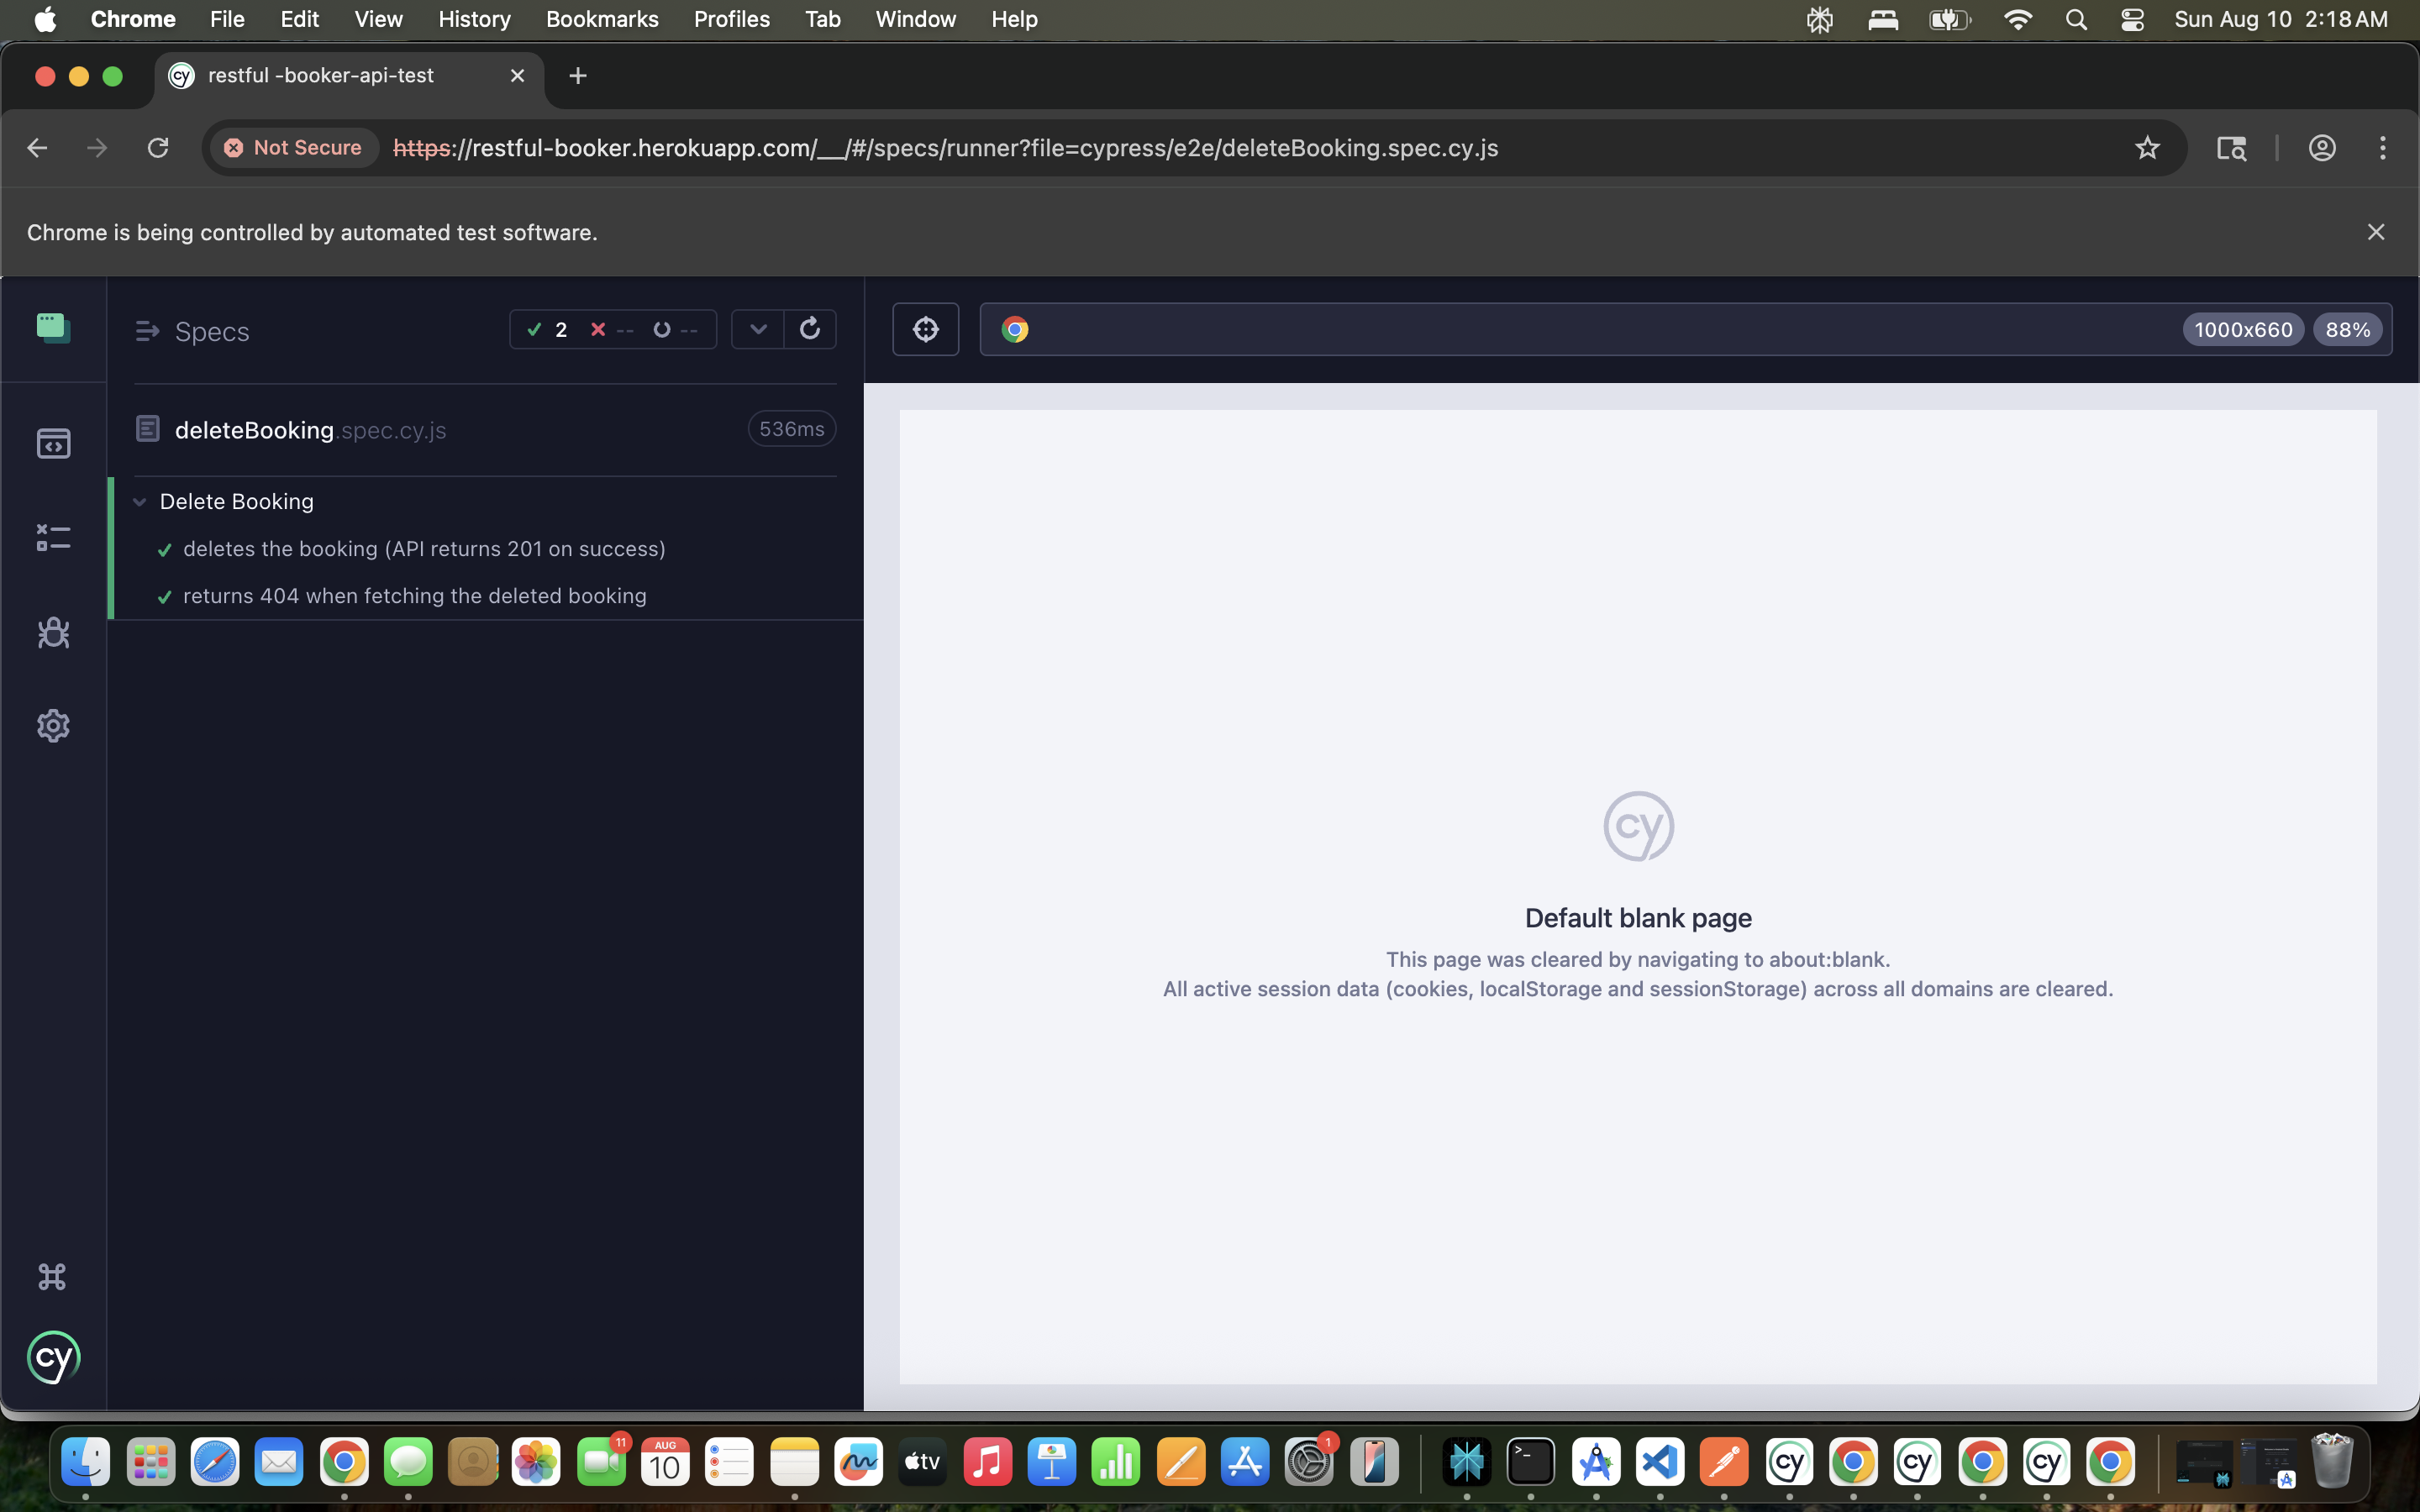 Chrome File Edit View History Bookmarks Profiles Tab Window Help Sun Aug 10 2:18 AM
cy restful -booker-api-test
Not Secure https://restful-booker.herokuapp.com/__/#/specs/runner?file=cypress/e2e/deleteBooking.spec.cy.js
Chrome is being controlled by automated test software.
Specs 2 -- --
1000x660 88%
deleteBooking.spec.cy.js 536ms
Delete Booking
deletes the booking (API returns 201 on success)
returns 404 when fetching the deleted booking
cy
Default blank page
This page was cleared by navigating to about:blank.
All active session data (cookies, localStorage and sessionStorage) across all domains are cleared.
cy
11 AUG 10 tv 1 >_ cy cy cy